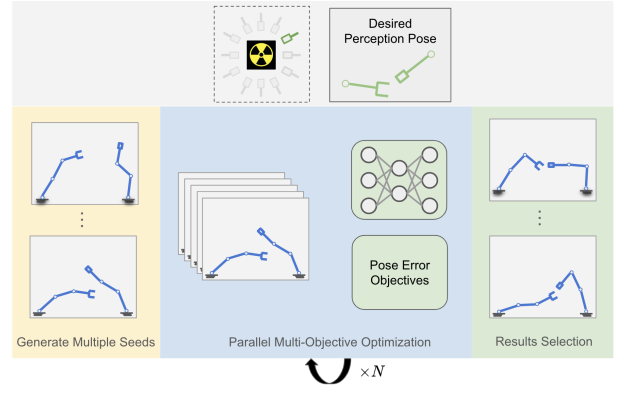 Desired
Perception Pose
Pose Error
Objectives
Generate Multiple Seeds
Parallel Multi-Objective Optimization
Results Selection
×N